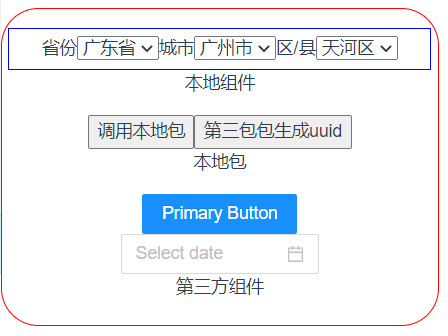 省份 广东省 城市 广州市 区/县 天河区
本地组件
调用本地包 第三包包生成uuid
本地包
Primary Button
Select date
第三方组件